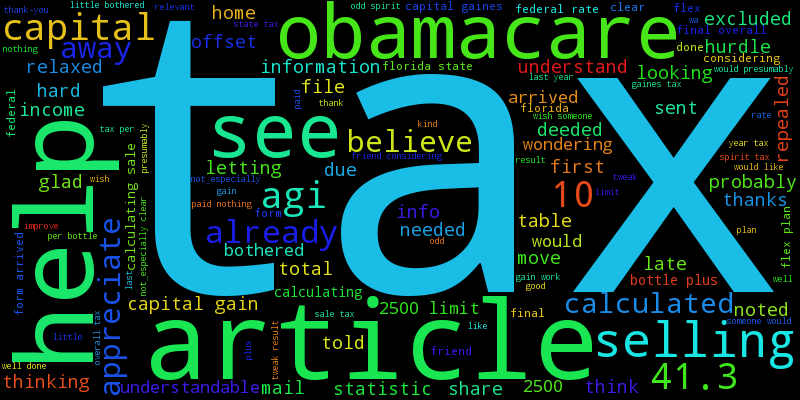 thank-you relevant little bothered odd spirit capital gaines federal rate clear flex
capital home state tax obamacare wa excluded
nothing away offset final overall done hurdle
relaxed information florida state understand considering
hard file last year looking would presumably
federal income paid thank arrived gaines tax sent repealed
tax see kind florida wish someone deeded rate
help tax per presumably believe wondering year tax
letting friend considering due result first spirit tax
glad wish not_especially tweak would like probably
calculating sale gain agi 10 limit thanks
paid nothing form info table plan flex plan
improve per bottle already needed would
form arrived appreciate bothered odd move late
last not_especially clear total gain work bottle plus well
calculating good
capital gain 2500 limit final calculated noted
overall tax article sale tax like someone would
little told friend selling
well done plus tweak result
thinking understandable mail statistic share 2500 think 41.3